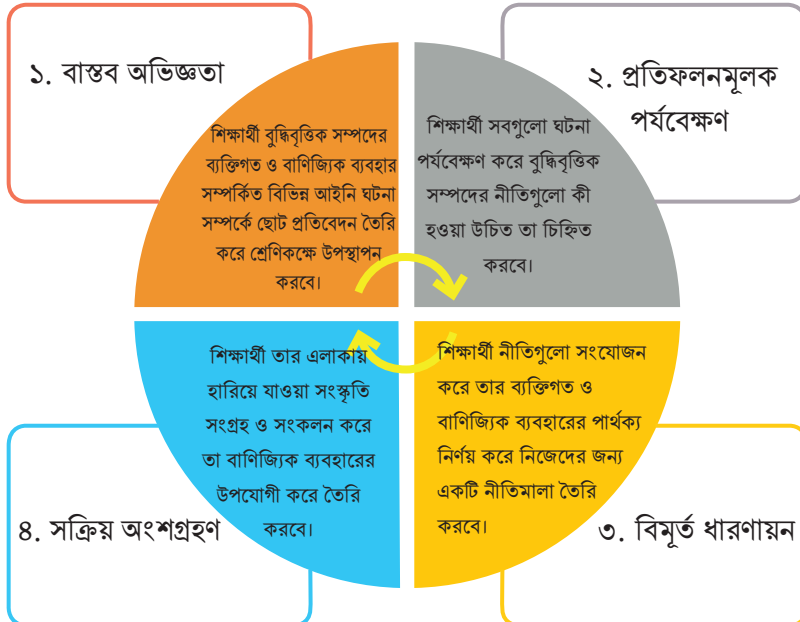 ১. বাস্তব অভিজ্ঞতা
শিক্ষার্থী বুদ্ধিবৃত্তিক সম্পদের
ব্যক্তিগত ও বাণিজ্যিক ব্যবহার
সম্পর্কিত বিভিন্ন আইনি ঘটনা
সম্পর্কে ছোট প্রতিবেদন তৈরি
করে শ্রেণিকক্ষে উপস্থাপন
করবে।
২. প্রতিফলনমূলক
পর্যবেক্ষণ
শিক্ষার্থী সবগুলো ঘটনা
পর্যবেক্ষণ করে বুদ্ধিবৃত্তিক
সম্পদের নীতিগুলো কী
হওয়া উচিত তা চিহ্নিত
করবে।
শিক্ষার্থী নীতিগুলো সংযোজন
করে তার ব্যক্তিগত ও
বাণিজ্যিক ব্যবহারের পার্থক্য
নির্ণয় করে নিজেদের জন্য
একটি নীতিমালা তৈরি
করবে।
৩. বিমূর্ত ধারণায়ন
শিক্ষার্থী তার এলাকায়
হারিয়ে যাওয়া সংস্কৃতি
সংগ্রহ ও সংকলন করে
তা বাণিজ্যিক ব্যবহারের
উপযোগী করে তৈরি
করবে।
৪. সক্রিয় অংশগ্রহণ